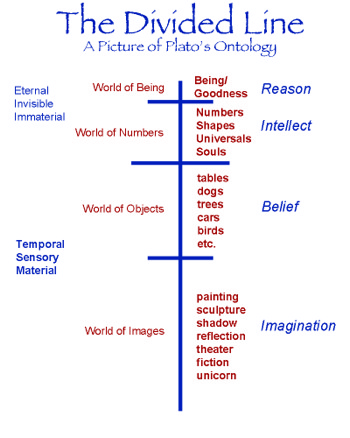 The Divided Line
A Picture of Plato's Ontology
Eternal
Invisible
Immaterial
World of Being
Being/
Goodness
Reason
World of Numbers
Numbers
Shapes
Universals
Souls
Intellect
World of Objects
tables
dogs
trees
cars
birds
etc.
Belief
Temporal
Sensory
Material
World of Images
painting
sculpture
shadow
reflection
theater
fiction
unicorn
Imagination